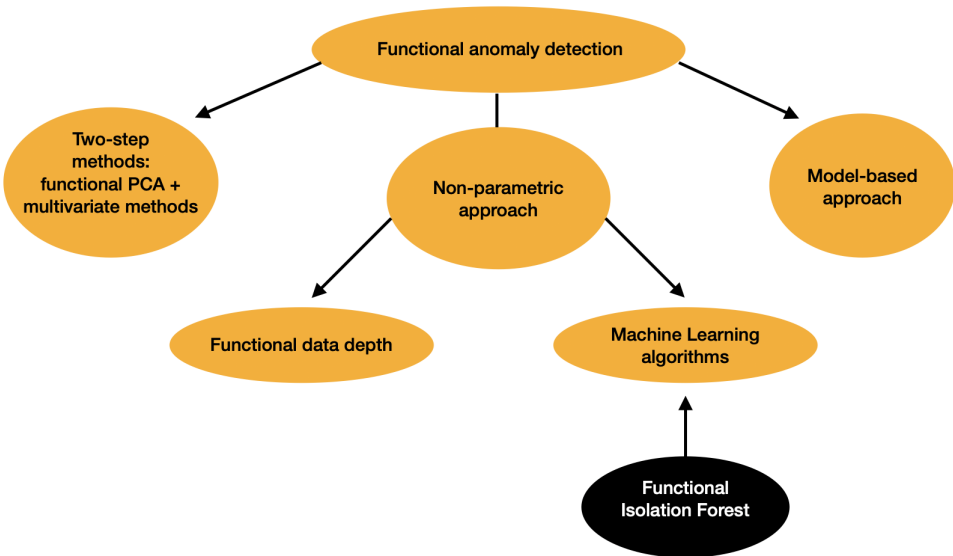 Functional anomaly detection
Two-step
methods:
functional PCA +
multivariate methods
Non-parametric
approach
Model-based
approach
Functional data depth
Machine Learning
algorithms
Functional
Isolation Forest